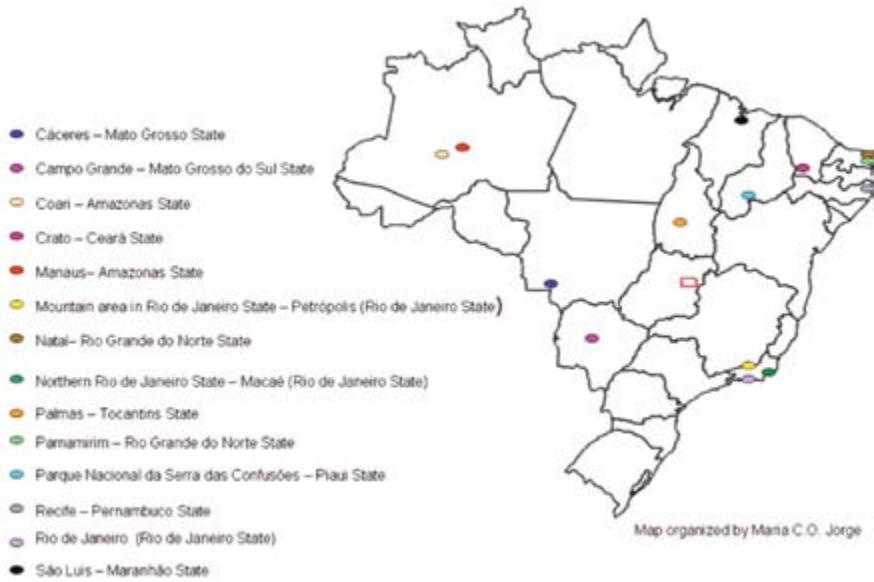 Cáceres – Mato Grosso State
Campo Grande – Mato Grosso do Sul State
Coari – Amazonas State
Crato – Ceará State
Manaus– Amazonas State
Mountain area in Rio de Janeiro State – Petrópolis (Rio de Janeiro State)
Natal– Rio Grande do Norte State
Northern Rio de Janeiro State – Macaé (Rio de Janeiro State)
Palmas – Tocantins State
Parnamirim – Rio Grande do Norte State
Parque Nacional da Serra das Confusões – Piaui State
Recife – Pernambuco State
Rio de Janeiro (Rio de Janeiro State)
São Luis – Maranhão State
Map organized by Maria C.O. Jorge